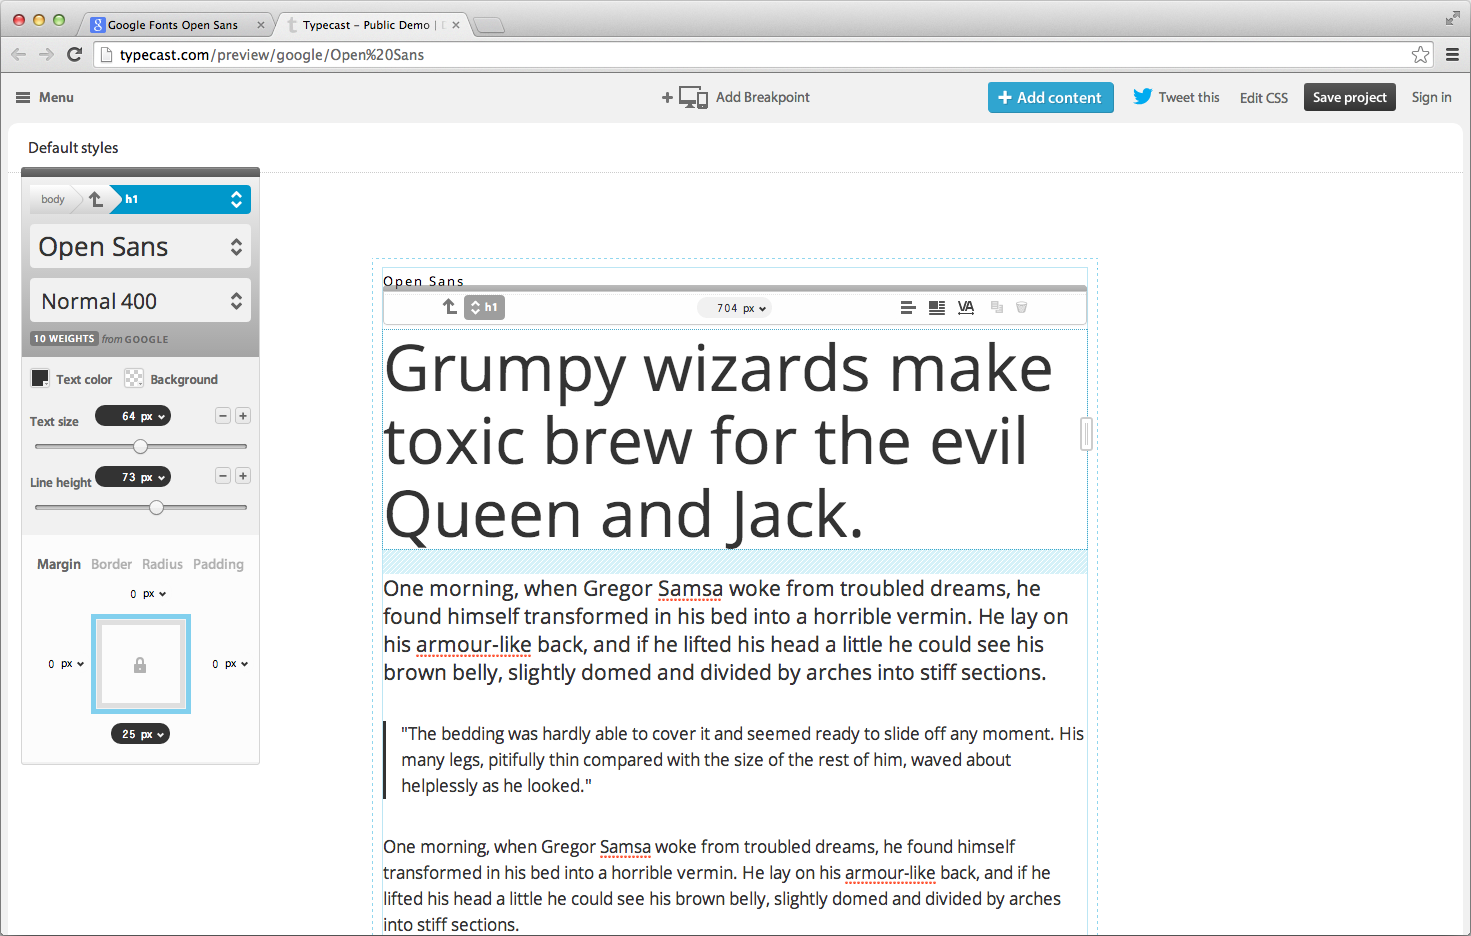 Google Fonts Open Sans
Typecast – Public Demo |
typecast.com/preview/google/Open%20Sans
Menu
Add Breakpoint
+ Add content
Tweet this
Edit CSS
Save project
Sign in
Default styles
body
h1
Open Sans
Normal 400
10 WEIGHTS from GOOGLE
Text color
Background
Text size
64 px
Line height
73 px
Margin Border Radius Padding
0 px
0 px
0 px
25 px
Open Sans
h1
704 px
VA
Grumpy wizards make
toxic brew for the evil
Queen and Jack.
One morning, when Gregor Samsa woke from troubled dreams, he
found himself transformed in his bed into a horrible vermin. He lay on
his armour-like back, and if he lifted his head a little he could see his
brown belly, slightly domed and divided by arches into stiff sections.
"The bedding was hardly able to cover it and seemed ready to slide off any moment. His
many legs, pitifully thin compared with the size of the rest of him, waved about
helplessly as he looked."
One morning, when Gregor Samsa woke from troubled dreams, he found himself
transformed in his bed into a horrible vermin. He lay on his armour-like back, and if he
lifted his head a little he could see his brown belly, slightly domed and divided by arches
into stiff sections.